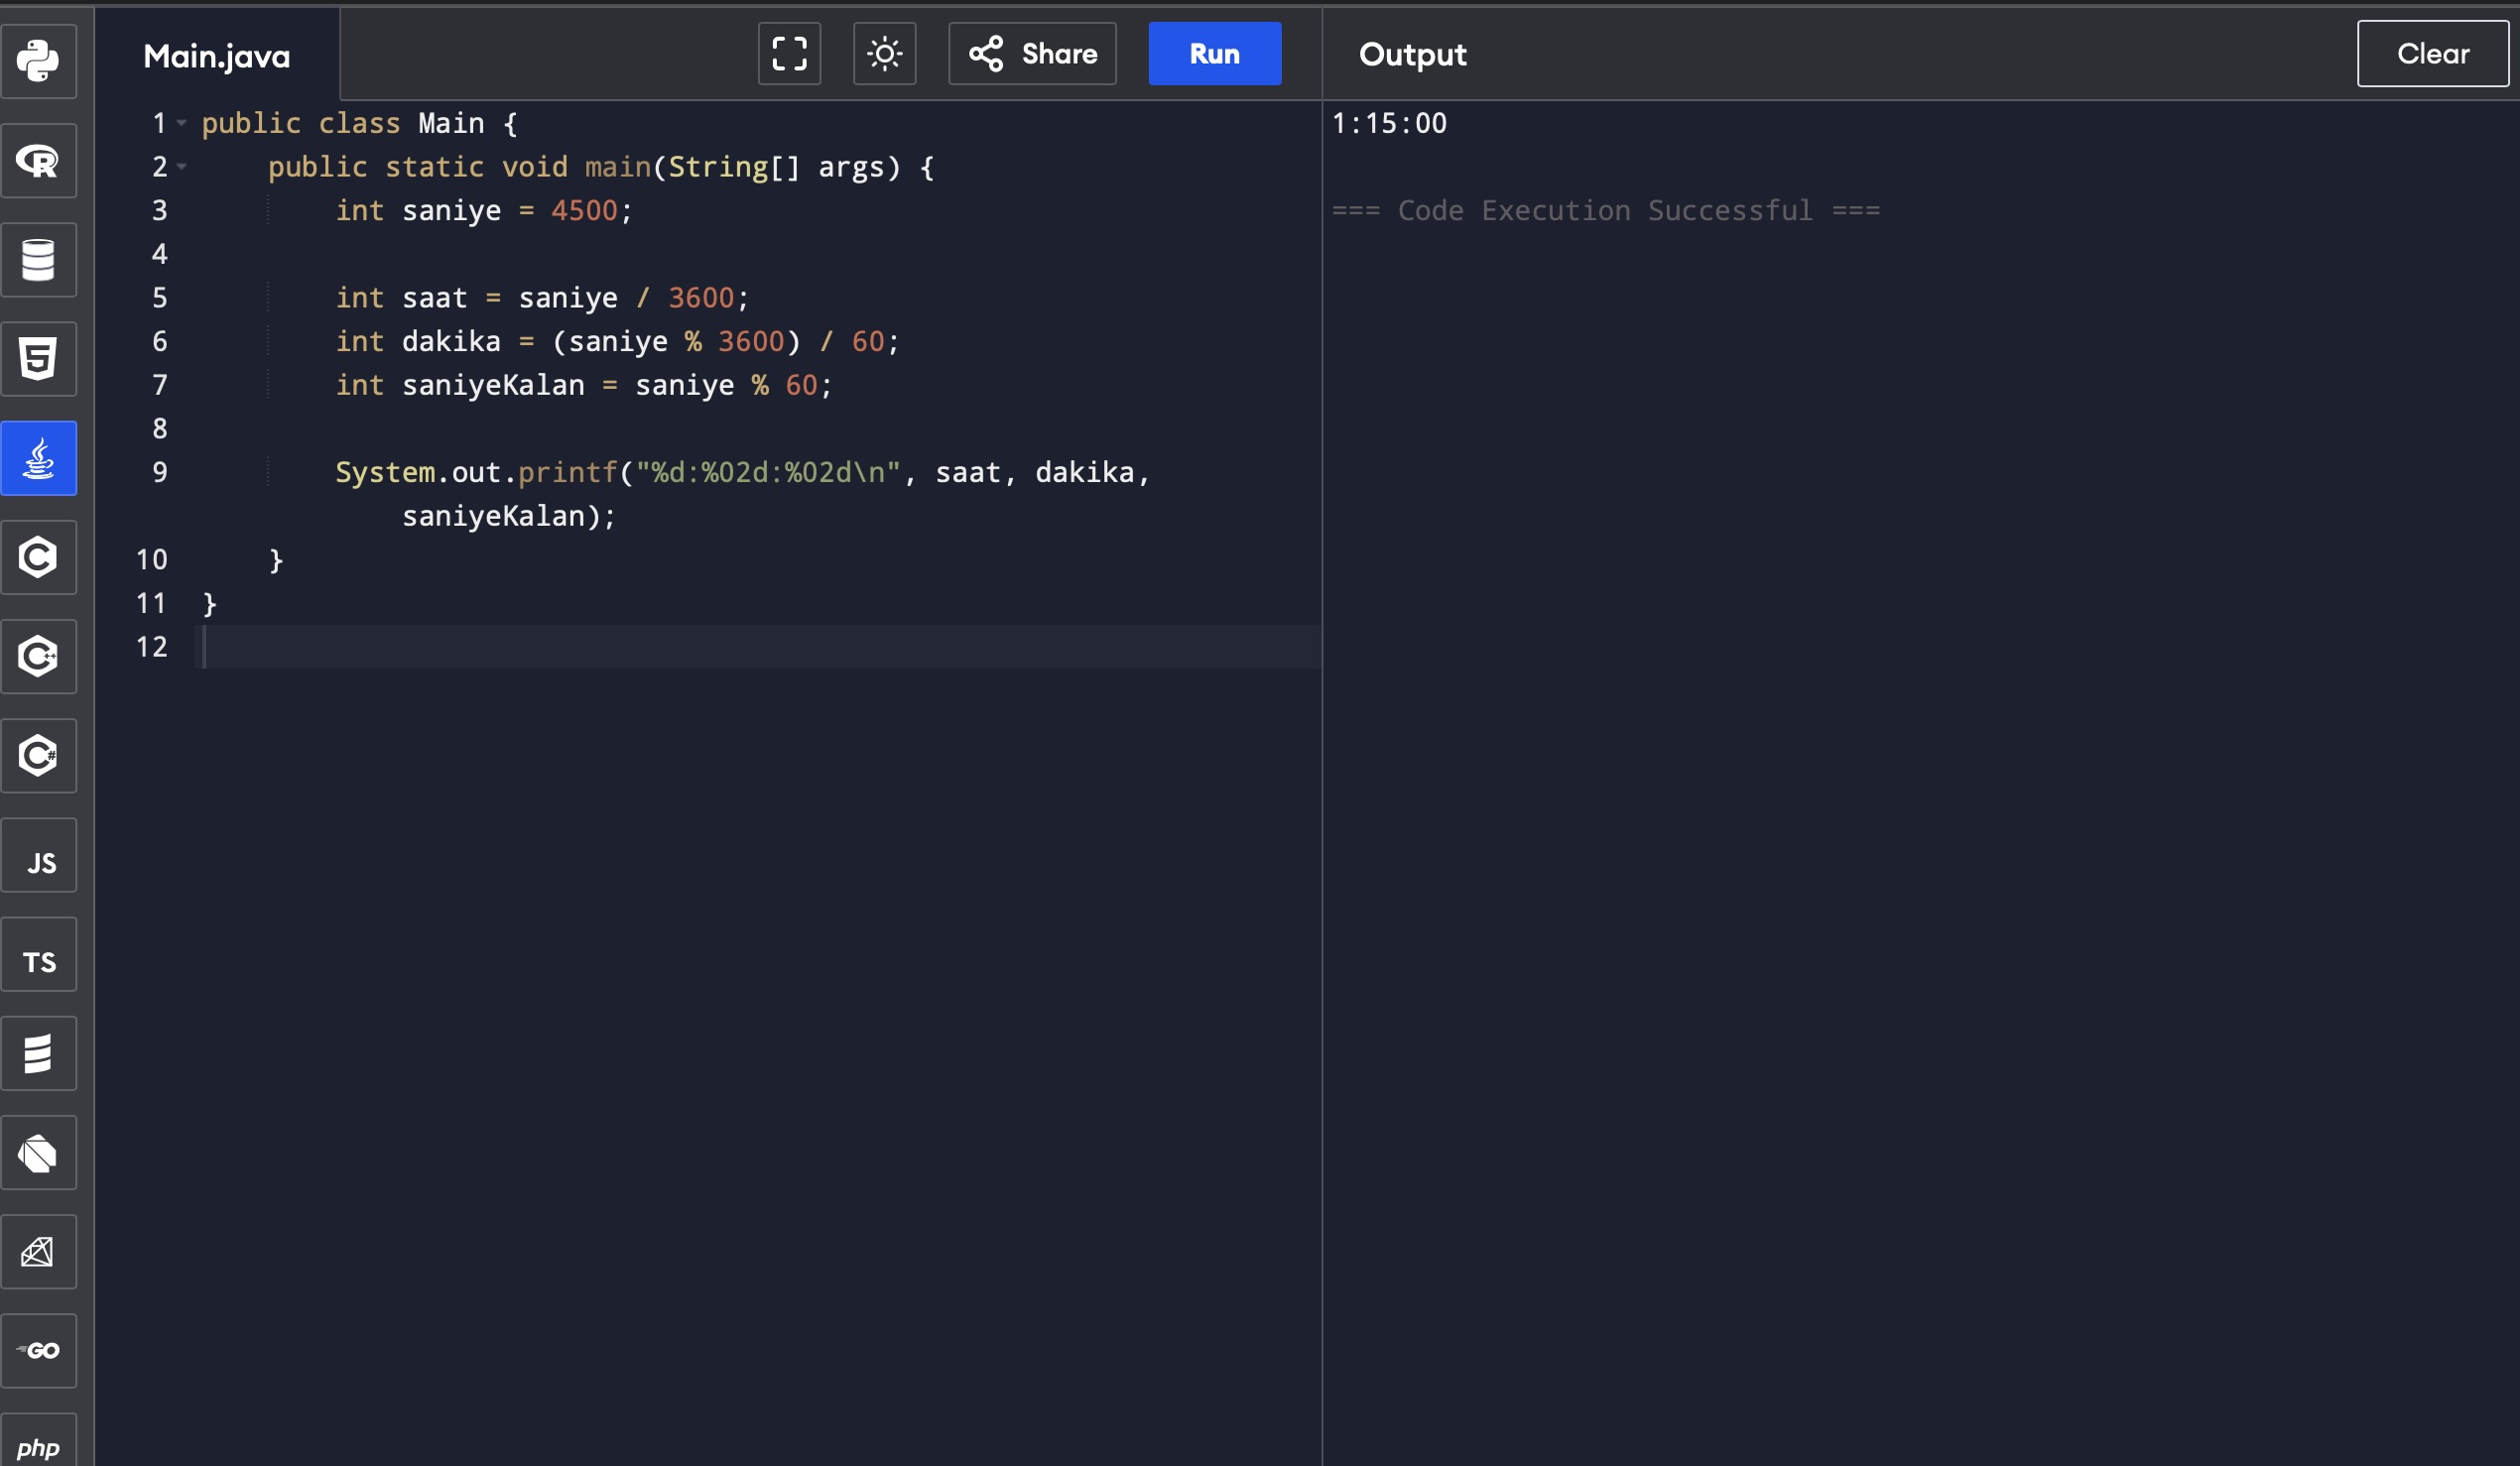 Main.java
Share
Run
Output
Clear
1 public class Main {
2     public static void main(String[] args) {
3         int saniye = 4500;
4
5         int saat = saniye / 3600;
6         int dakika = (saniye % 3600) / 60;
7         int saniyeKalan = saniye % 60;
8
9         System.out.printf("%d:%02d:%02d\n", saat, dakika,
            saniyeKalan);
10     }
11 }
12
1:15:00
=== Code Execution Successful ===
R
5
C
C++
C#
JS
TS
GO
php